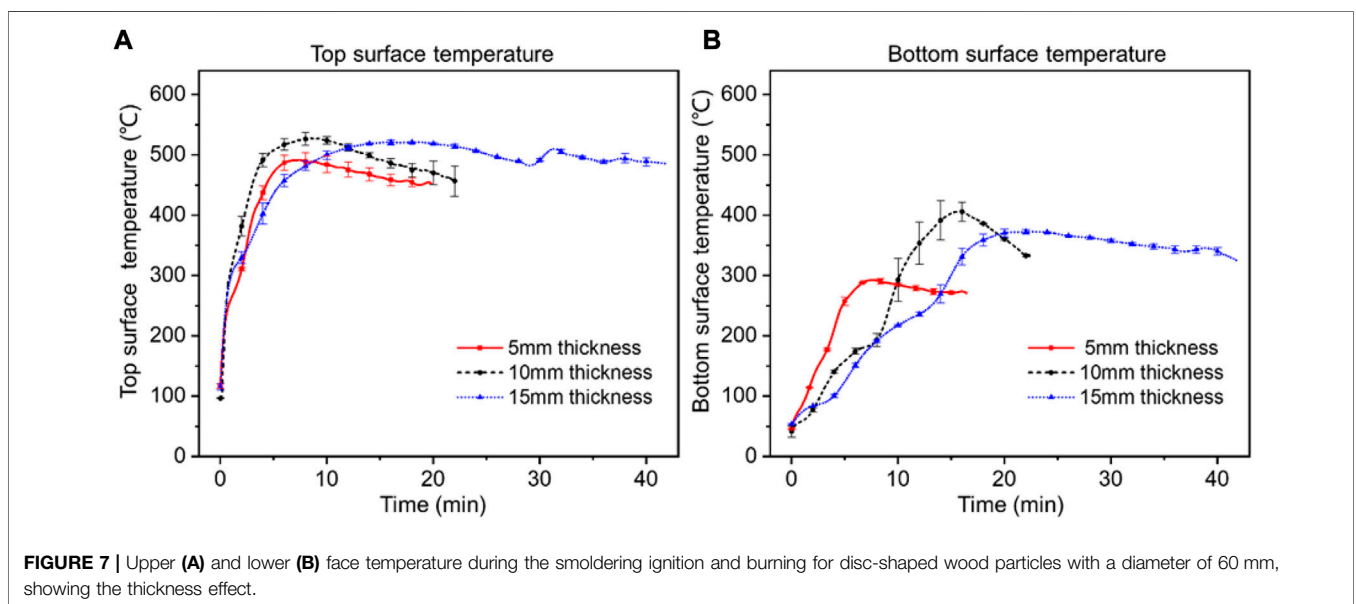 A
Top surface temperature
600
500
400
300
200
100
0
Top surface temperature (℃)
5mm thickness
10mm thickness
15mm thickness
0 10 20 30 40
Time (min)
B
Bottom surface temperature
600
500
400
300
200
100
0
Bottom surface temperature (℃)
5mm thickness
10mm thickness
15mm thickness
0 10 20 30 40
Time (min)
FIGURE 7 | Upper (A) and lower (B) face temperature during the smoldering ignition and burning for disc-shaped wood particles with a diameter of 60 mm,
showing the thickness effect.